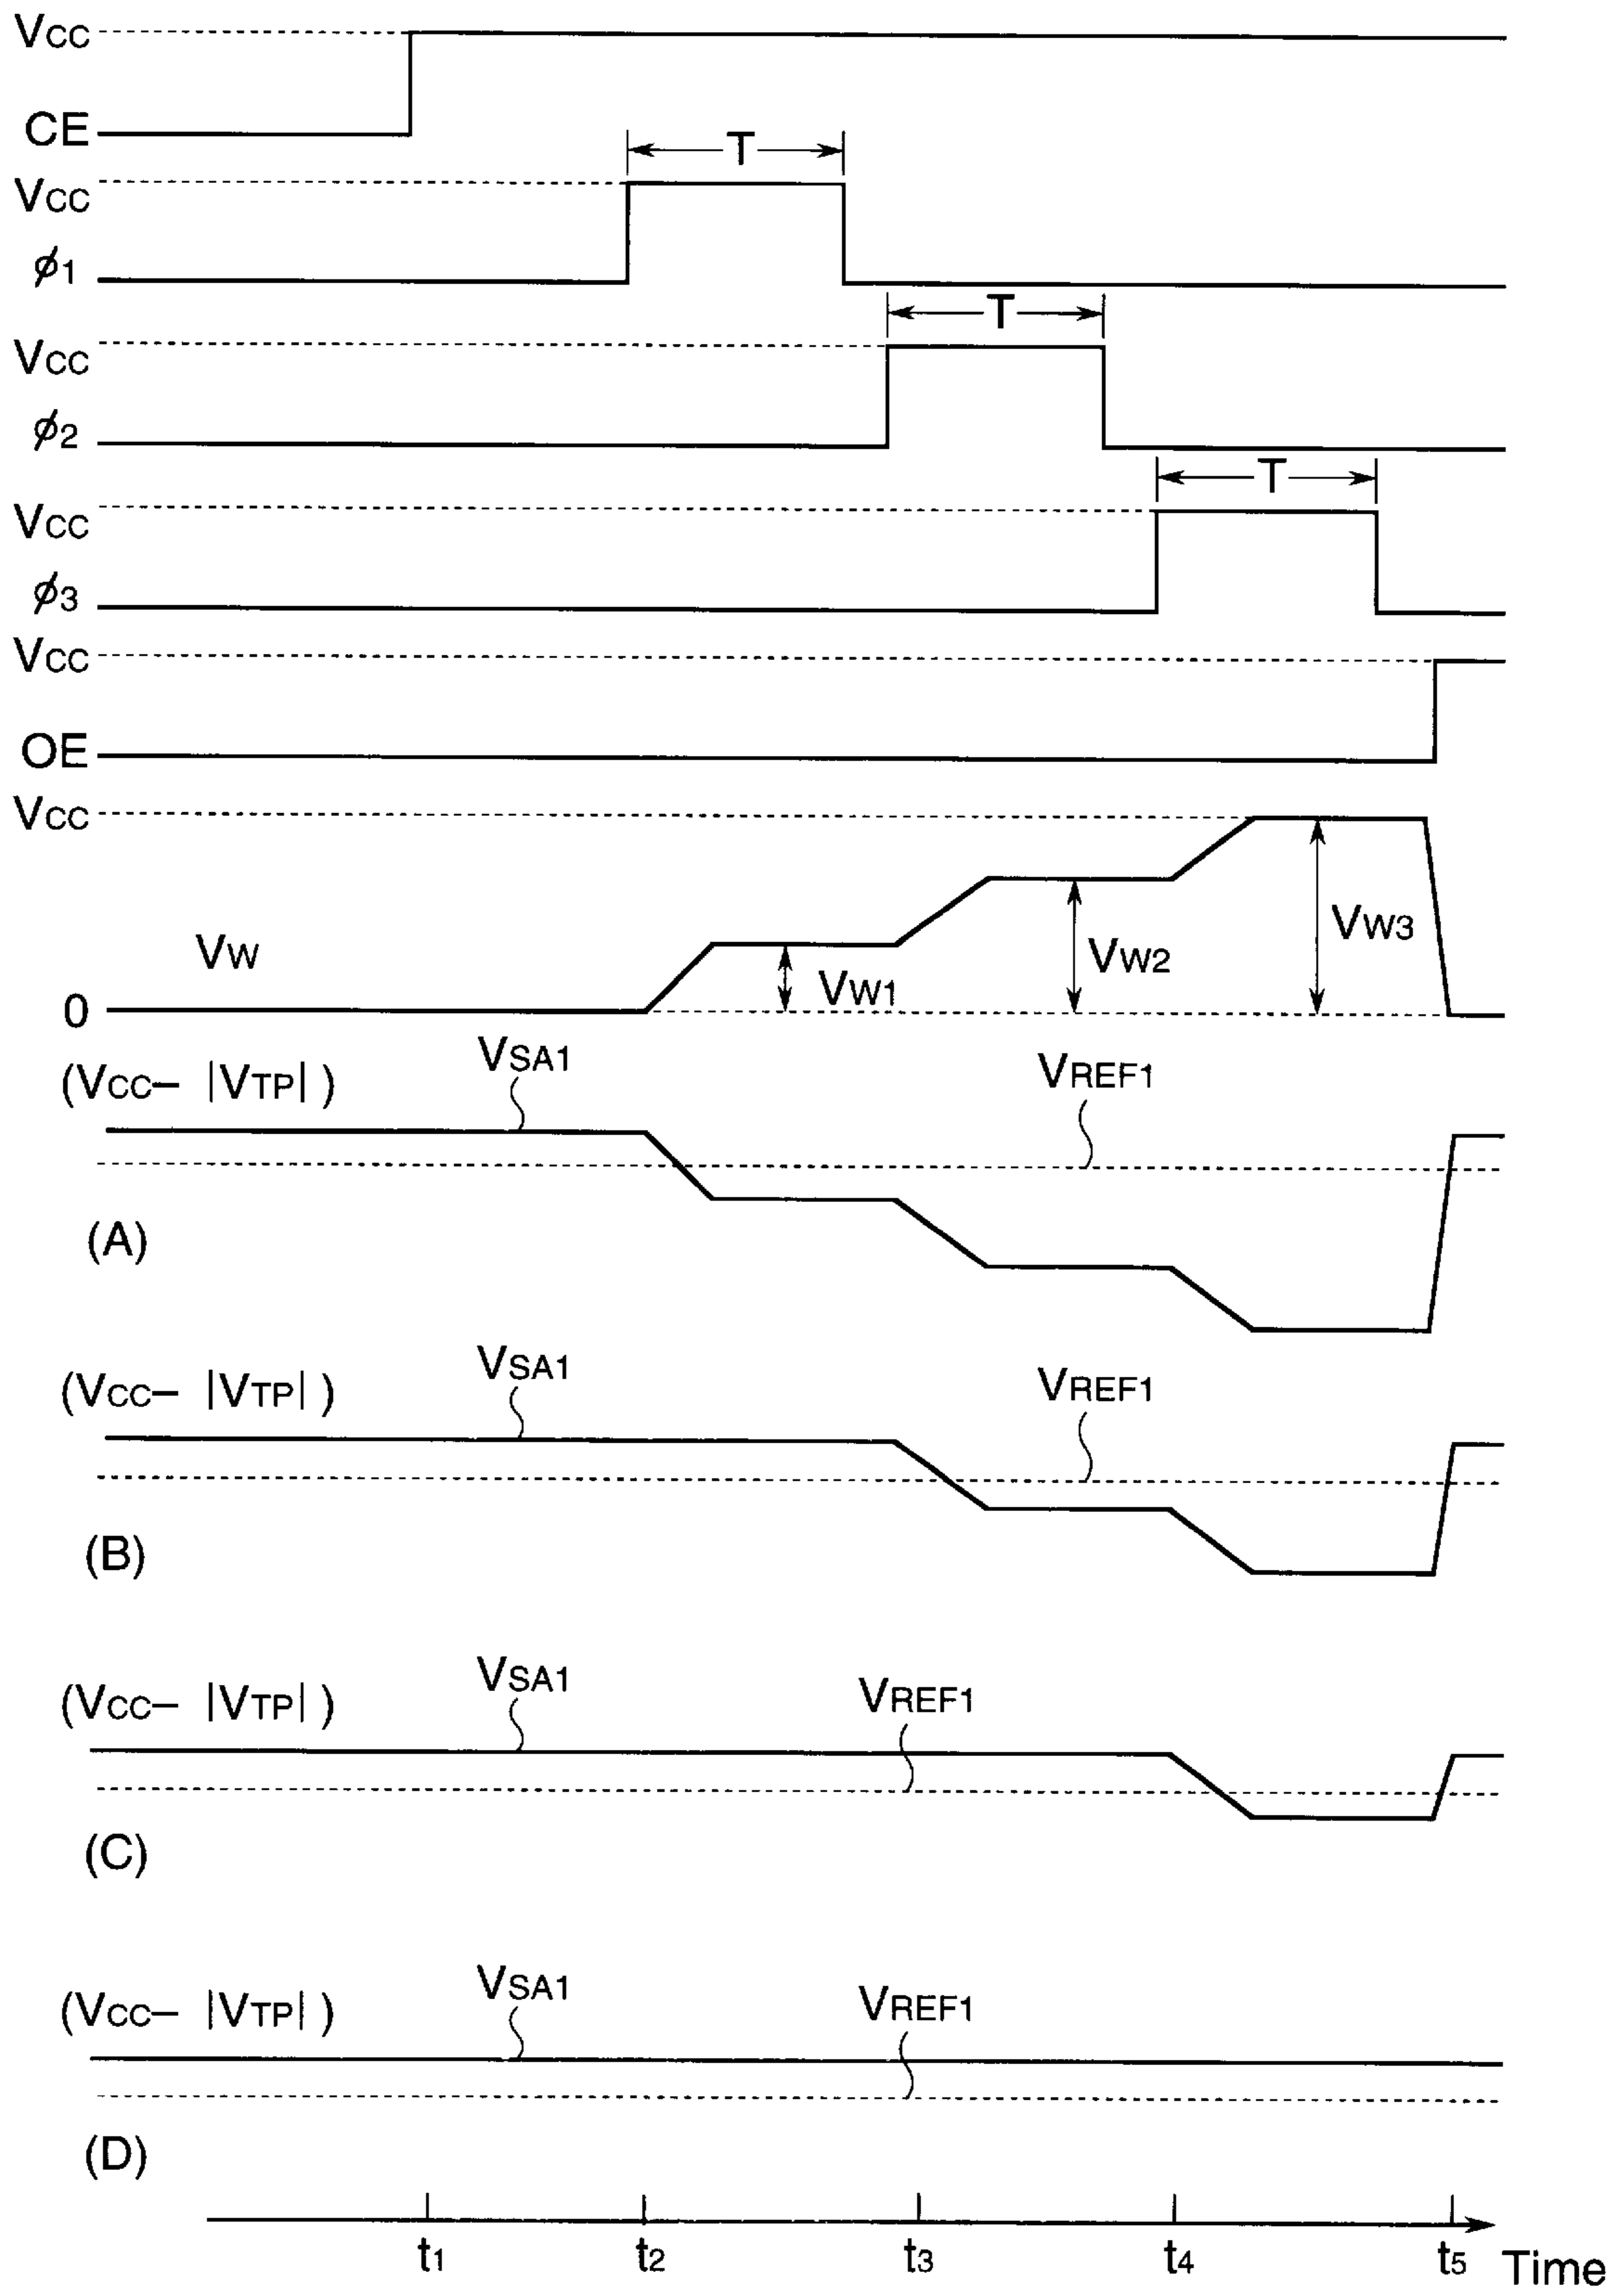 VCC
CE
T
VCC
ϕ1
T
VCC
ϕ2
T
VCC
ϕ3
VCC
OE
VCC
VW
VW1
VW2
VW3
0
(VCC− |VTP| )
VSA1
VREF1
(A)
(VCC− |VTP| )
VSA1
VREF1
(B)
(VCC− |VTP| )
VSA1
VREF1
(C)
(VCC− |VTP| )
VSA1
VREF1
(D)
t1 t2 t3 t4 t5 Time